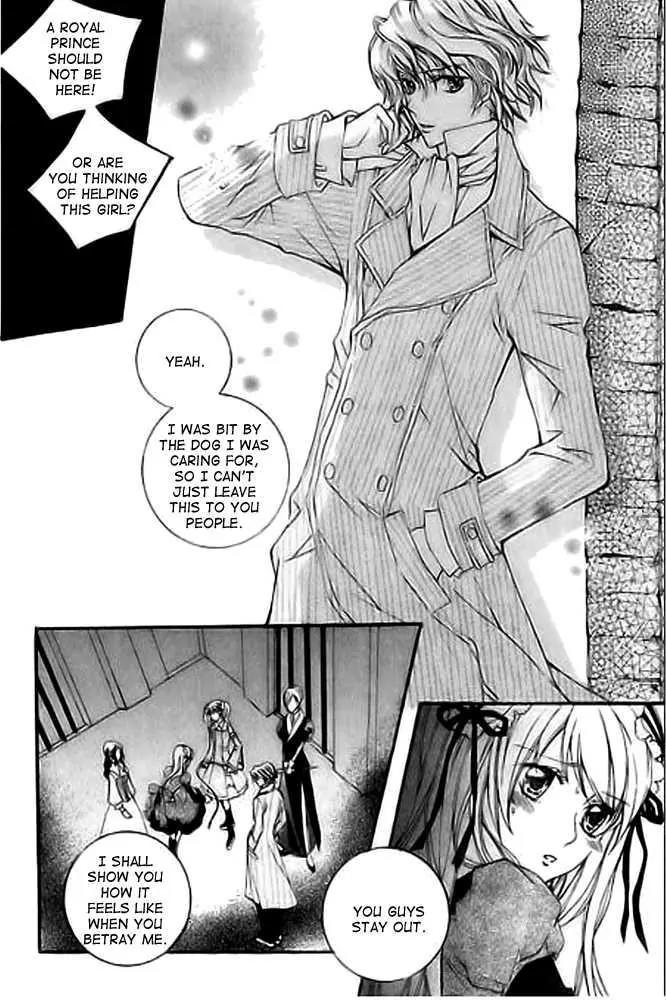 A ROYAL
PRINCE
SHOULD
NOT BE
HERE!
OR ARE
YOU THINKING
OF HELPING
THIS GIRL?
YEAH.
I WAS BIT BY
THE DOG I WAS
CARING FOR,
SO I CAN'T
JUST LEAVE
THIS TO YOU
PEOPLE.
I SHALL
SHOW YOU
HOW IT
FEELS LIKE
WHEN YOU
BETRAY ME.
YOU GUYS
STAY OUT.